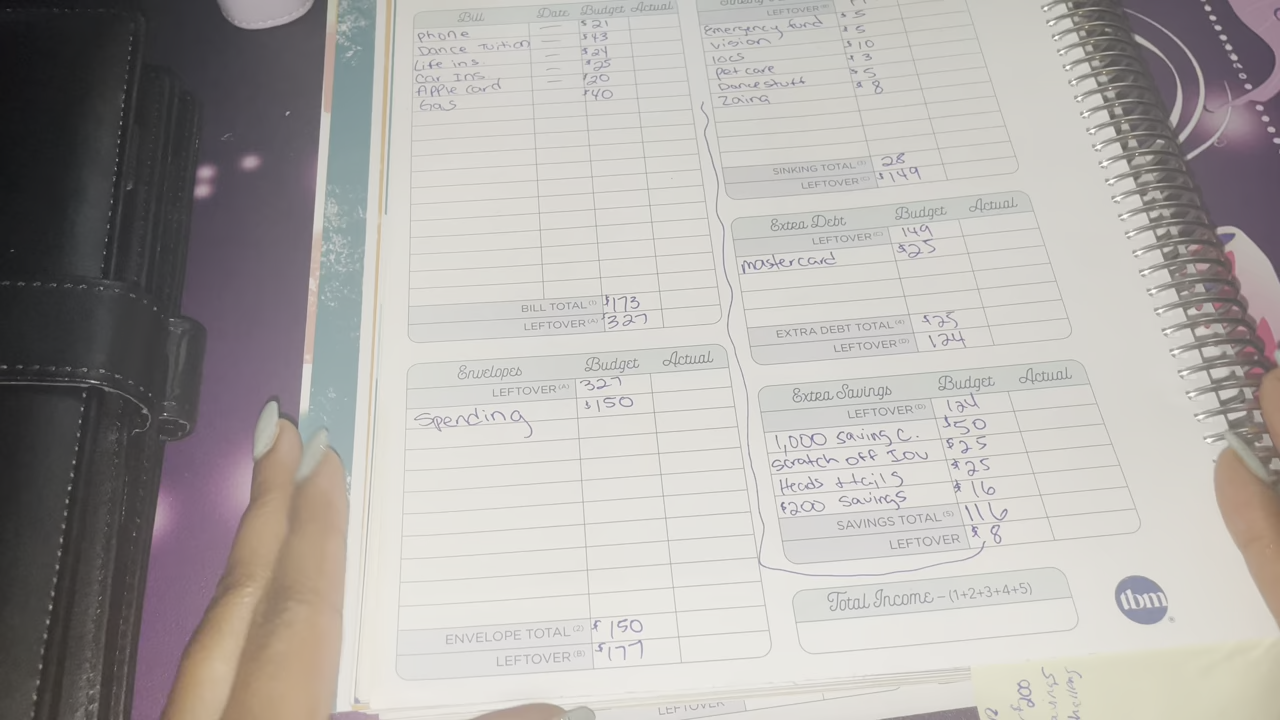 Bill Date Budget Actual
Phone — $21
Dance Tuition — $43
Life ins. — $24
Car Ins — $25
Apple card — $20
Gas $40
BILL TOTAL (1) $173
LEFTOVER (A) $327
Envelopes Budget Actual
LEFTOVER (A) 327
Spending $150
ENVELOPE TOTAL (2) $150
LEFTOVER (B) $177
LEFTOVER (B)
Emergency fund $5
Vision $5
locs $10
pet care $3
Dance stuff $5
Zaina $8
SINKING TOTAL (3) 28
LEFTOVER (C) $149
Extra Debt Budget Actual
LEFTOVER (C) 149
mastercard $25
EXTRA DEBT TOTAL (4) $25
LEFTOVER (D) 124
Extra Savings Budget Actual
LEFTOVER (D) 124
1,000 saving C. $50
scratch off IOU $25
Heads + tails $25
$200 savings $16
SAVINGS TOTAL (5) 116
LEFTOVER $8
Total Income – (1+2+3+4+5)
tbm
200
LEFTOVER